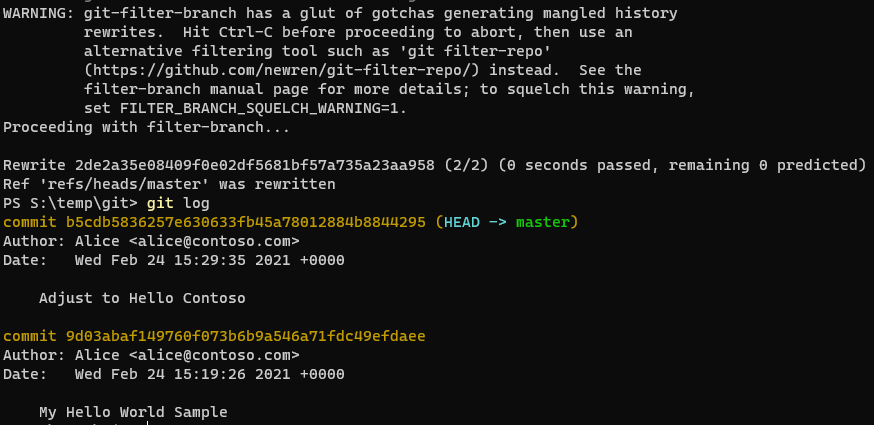 WARNING: git-filter-branch has a glut of gotchas generating mangled history
rewrites.  Hit Ctrl-C before proceeding to abort, then use an
alternative filtering tool such as 'git filter-repo'
(https://github.com/newren/git-filter-repo/) instead.  See the
filter-branch manual page for more details; to squelch this warning,
set FILTER_BRANCH_SQUELCH_WARNING=1.
Proceeding with filter-branch...
Rewrite 2de2a35e08409f0e02df5681bf57a735a23aa958 (2/2) (0 seconds passed, remaining 0 predicted)
Ref 'refs/heads/master' was rewritten
PS S:\temp\git> git log
commit b5cdb5836257e630633fb45a78012884b8844295 (HEAD -> master)
Author: Alice <alice@contoso.com>
Date:   Wed Feb 24 15:29:35 2021 +0000
Adjust to Hello Contoso
commit 9d03abaf149760f073b6b9a546a71fdc49efdaee
Author: Alice <alice@contoso.com>
Date:   Wed Feb 24 15:19:26 2021 +0000
My Hello World Sample